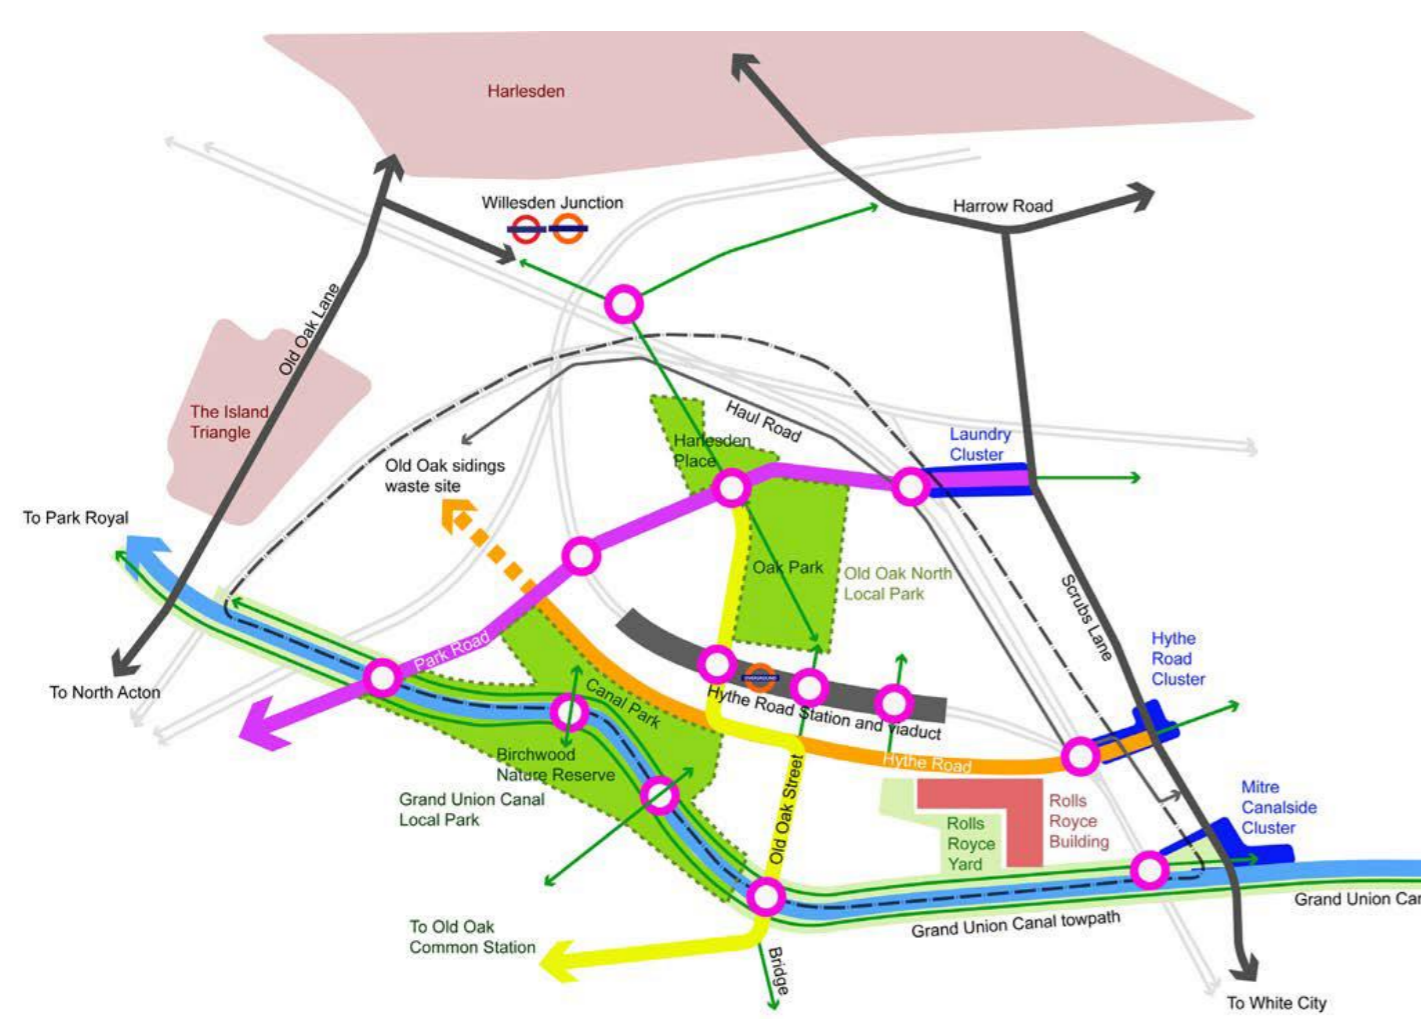 Harlesden
Willesden Junction
Harrow Road
Old Oak Lane
The Island
Triangle
Haul Road
Harlesden
Place
Laundry
Cluster
Old Oak sidings
waste site
To Park Royal
Oak Park
Old Oak North
Local Park
Scrubs Lane
Park Road
Hythe
Road
Cluster
To North Acton
Canal Park
OVERGROUND
Hythe Road Station and viaduct
Birchwood
Nature Reserve
Hythe Road
Grand Union Canal
Local Park
Old Oak Street
Rolls
Royce
Building
Rolls
Royce
Yard
Mitre
Canalside
Cluster
Grand Union Car
To Old Oak
Common Station
Grand Union Canal towpath
Bridge
To White City